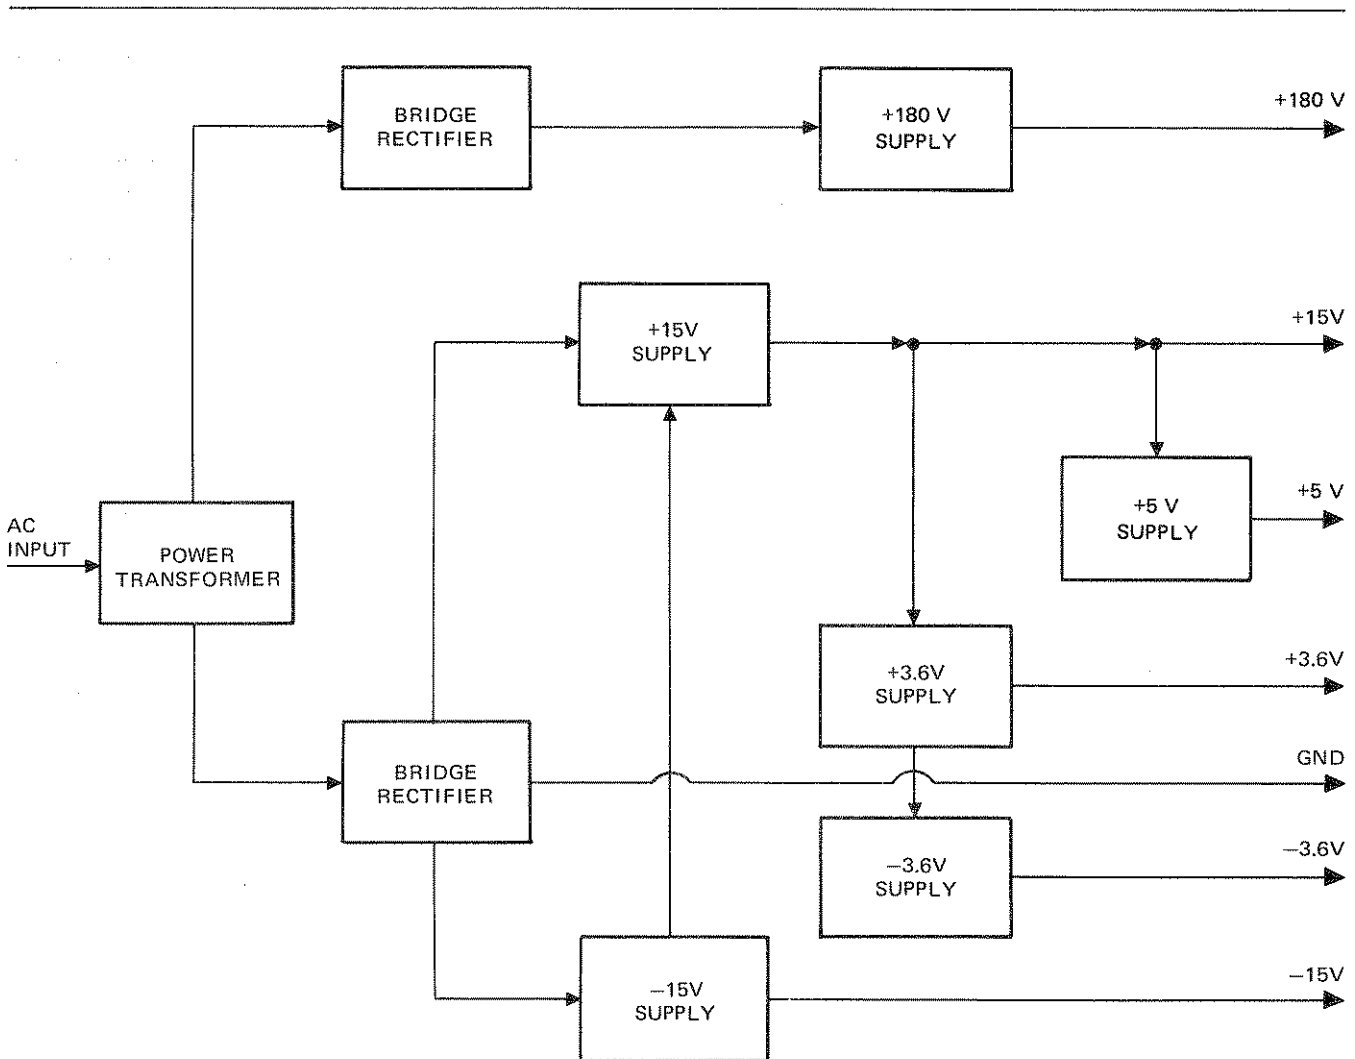 BRIDGE
RECTIFIER
+180 V
SUPPLY
+180 V
+15V
SUPPLY
+15V
+5 V
SUPPLY
+5 V
AC
INPUT
POWER
TRANSFORMER
+3.6V
SUPPLY
+3.6V
BRIDGE
RECTIFIER
GND
−3.6V
SUPPLY
−3.6V
−15V
SUPPLY
−15V